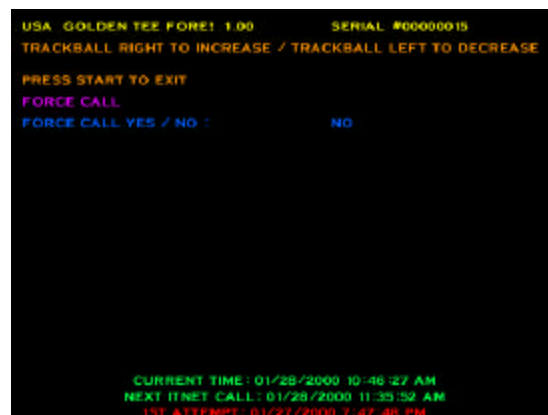 USA GOLDEN TEE FORE! 1.00 SERIAL #00000015
TRACKBALL RIGHT TO INCREASE / TRACKBALL LEFT TO DECREASE
PRESS START TO EXIT
FORCE CALL
FORCE CALL YES / NO : NO
CURRENT TIME: 01/28/2000 10:46:27 AM
NEXT ITNET CALL: 01/28/2000 11:35:52 AM
1ST ATTEMPT: 01/27/2000 7:47:48 PM